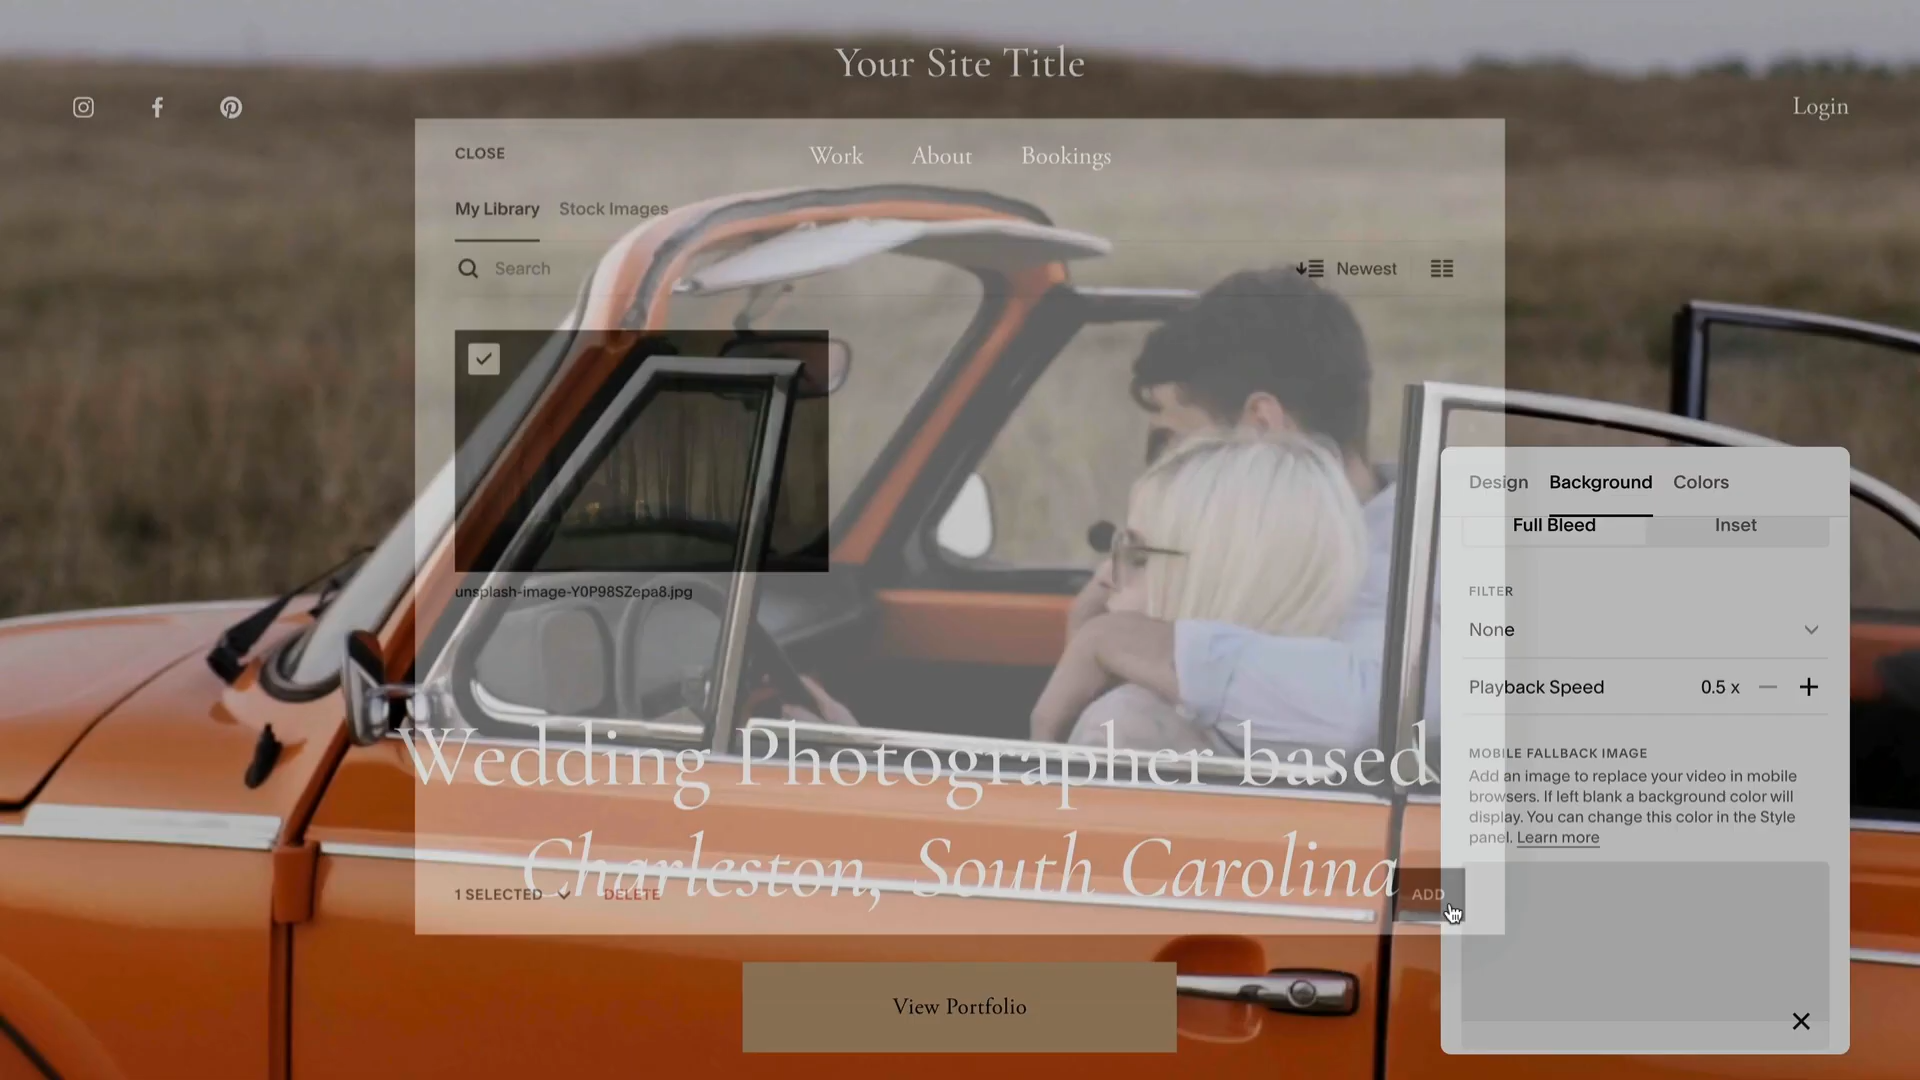 Your Site Title
Login
Work About Bookings
CLOSE
My Library Stock Images
Search
Newest
unsplash-image-Y0P98SZepa8.jpg
Wedding Photographer based
Charleston, South Carolina
1 SELECTED DELETE
ADD
View Portfolio
Design Background Colors
Full Bleed Inset
FILTER
None
Playback Speed 0.5 x
MOBILE FALLBACK IMAGE
Add an image to replace your video in mobile
browsers. If left blank a background color will
display. You can change this color in the Style
panel. Learn more